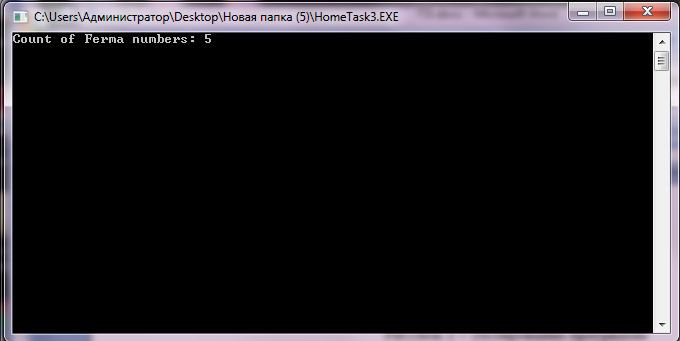 C:\Users\Администратор\Desktop\Новая папка (5)\HomeTask3.EXE
Count of Ferma numbers: 5